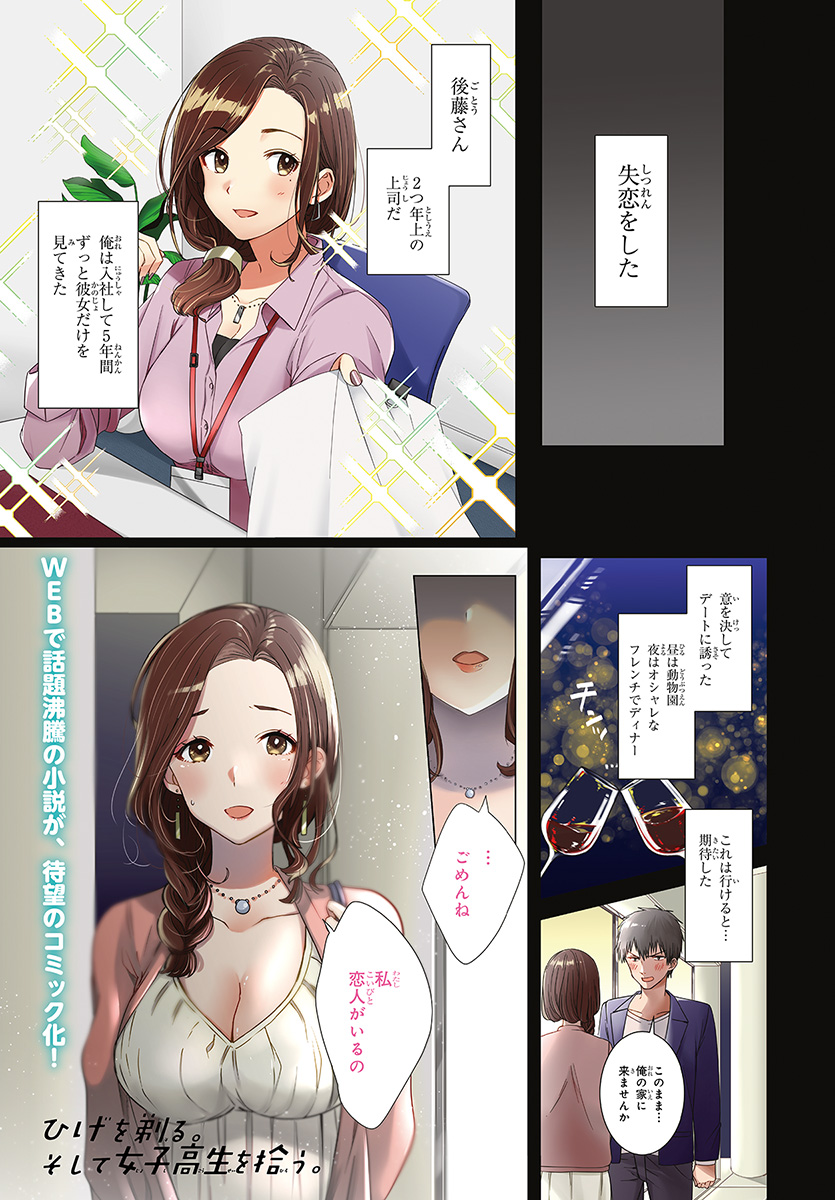 失恋をした
後藤さん
2つ年上の
上司だ
俺は入社して5年間
ずっと彼女だけを
見てきた
意を決して
デートに誘った
昼は動物園
夜はオシャレな
フレンチでディナー
チンッ…
これは行けると…
期待した
このまま…
俺の家に
来ませんか
…
ごめんね
私
恋人がいるの
WEBで話題沸騰の小説が、待望のコミック化！
ひげを剃る。
そして女子高生を拾う。